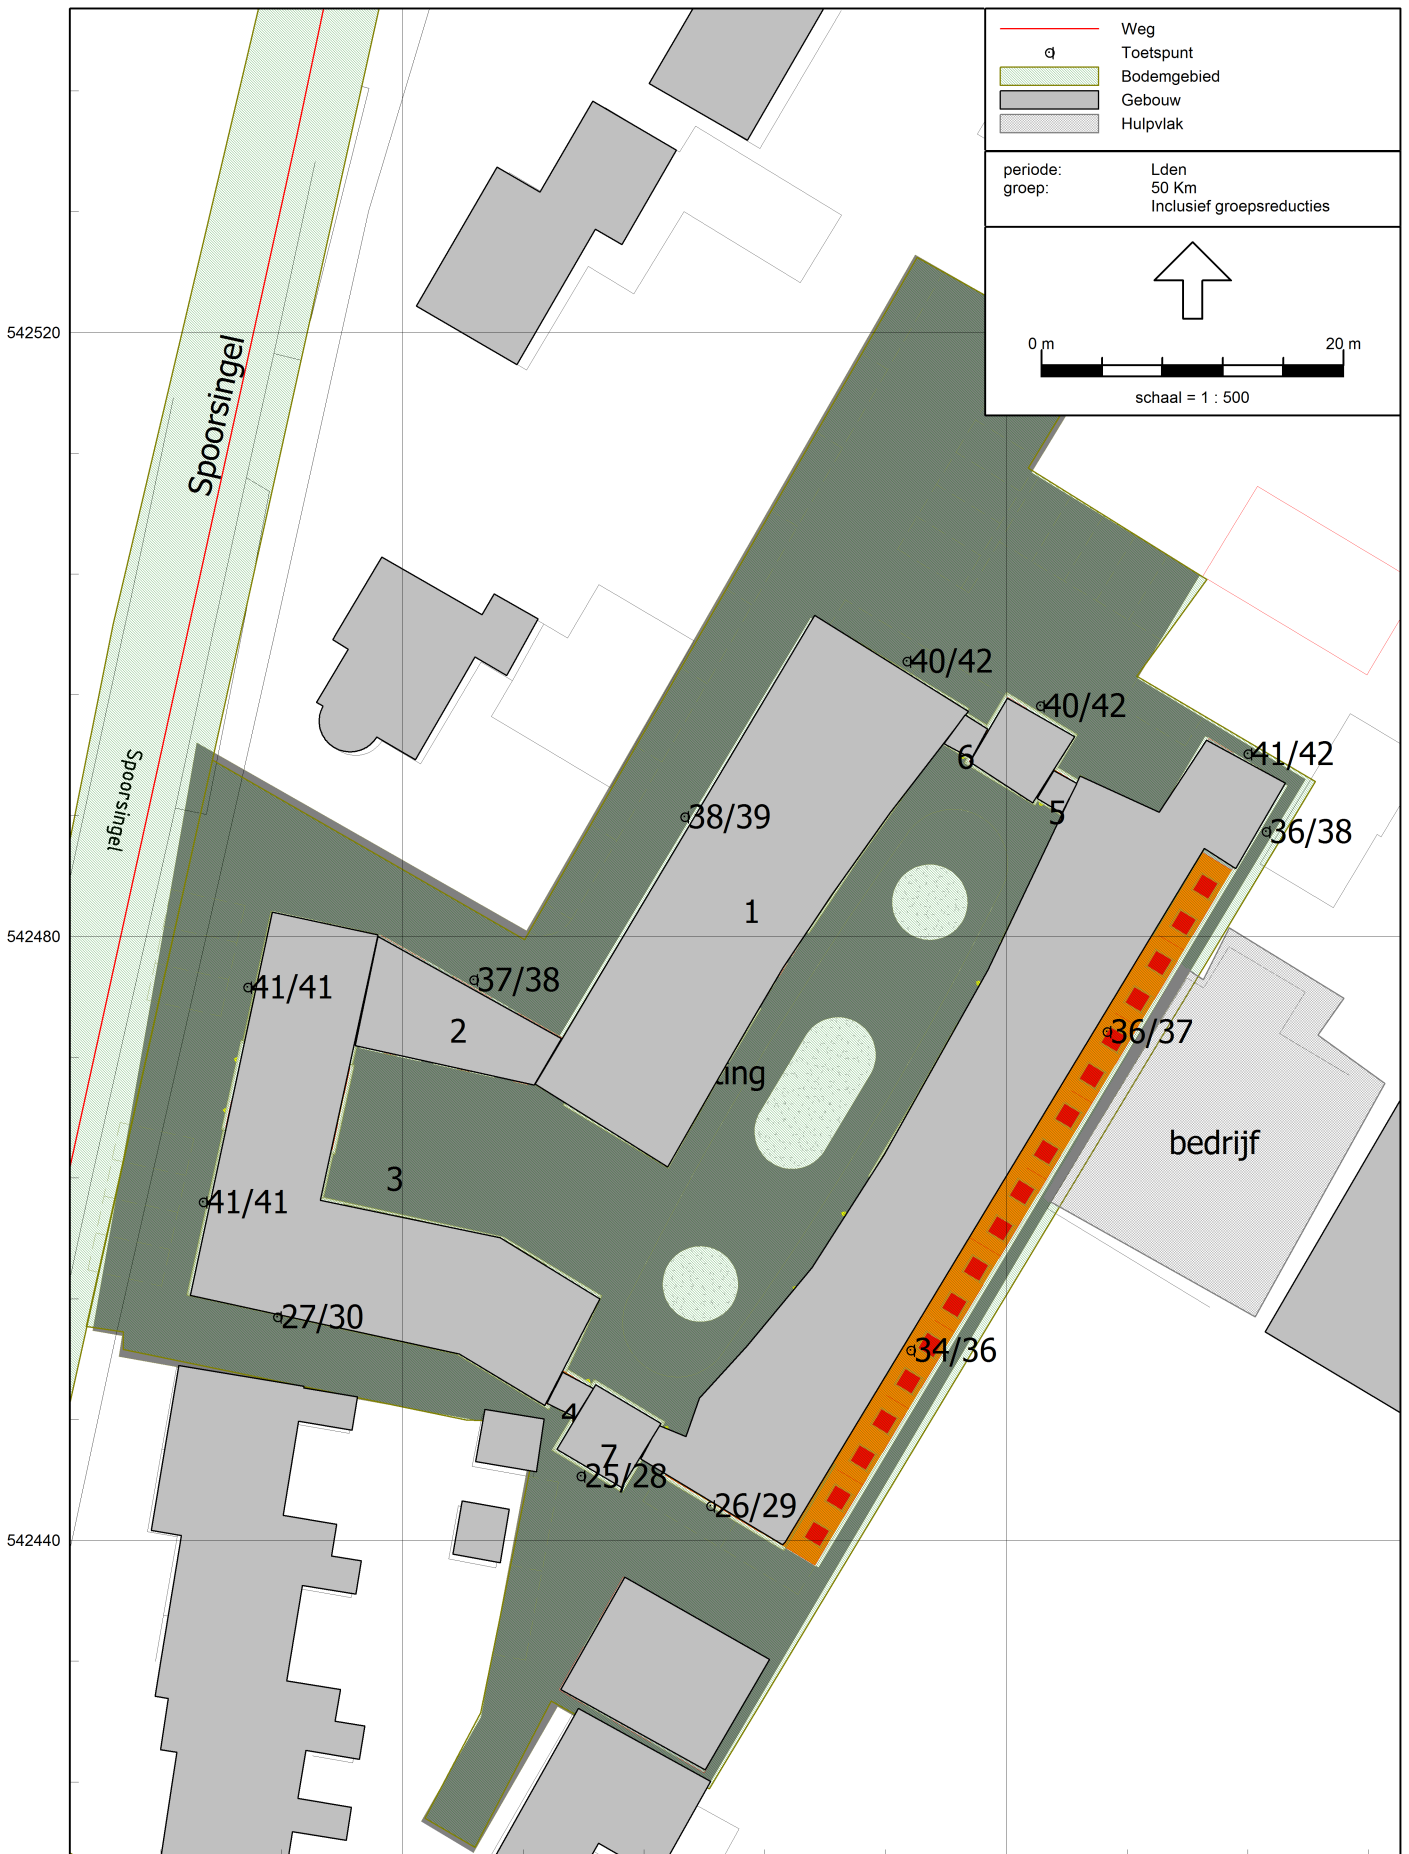 Weg
Toetspunt
Bodemgebied
Gebouw
Hulpvlak
periode: Lden
groep: 50 Km
Inclusief groepsreducties
0 m 20 m
schaal = 1 : 500
542520
Spoorsingel
40/42
40/42
6
41/42
Spoorsingel
5
38/39
36/38
1
542480
37/38
41/41
2
36/37
ting
bedrijf
3
41/41
27/30
34/36
4
7
25/28
26/29
542440